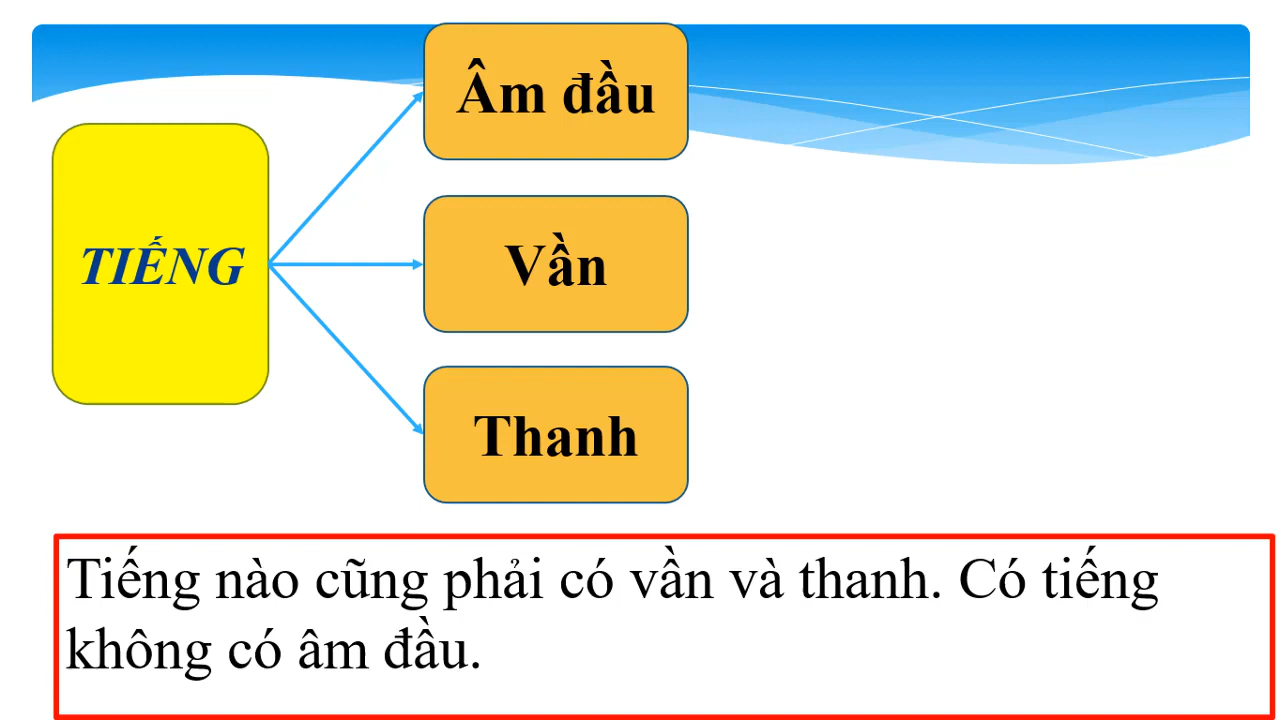 Âm đầu
TIẾNG
Vần
Thanh
Tiếng nào cũng phải có vần và thanh. Có tiếng
không có âm đầu.